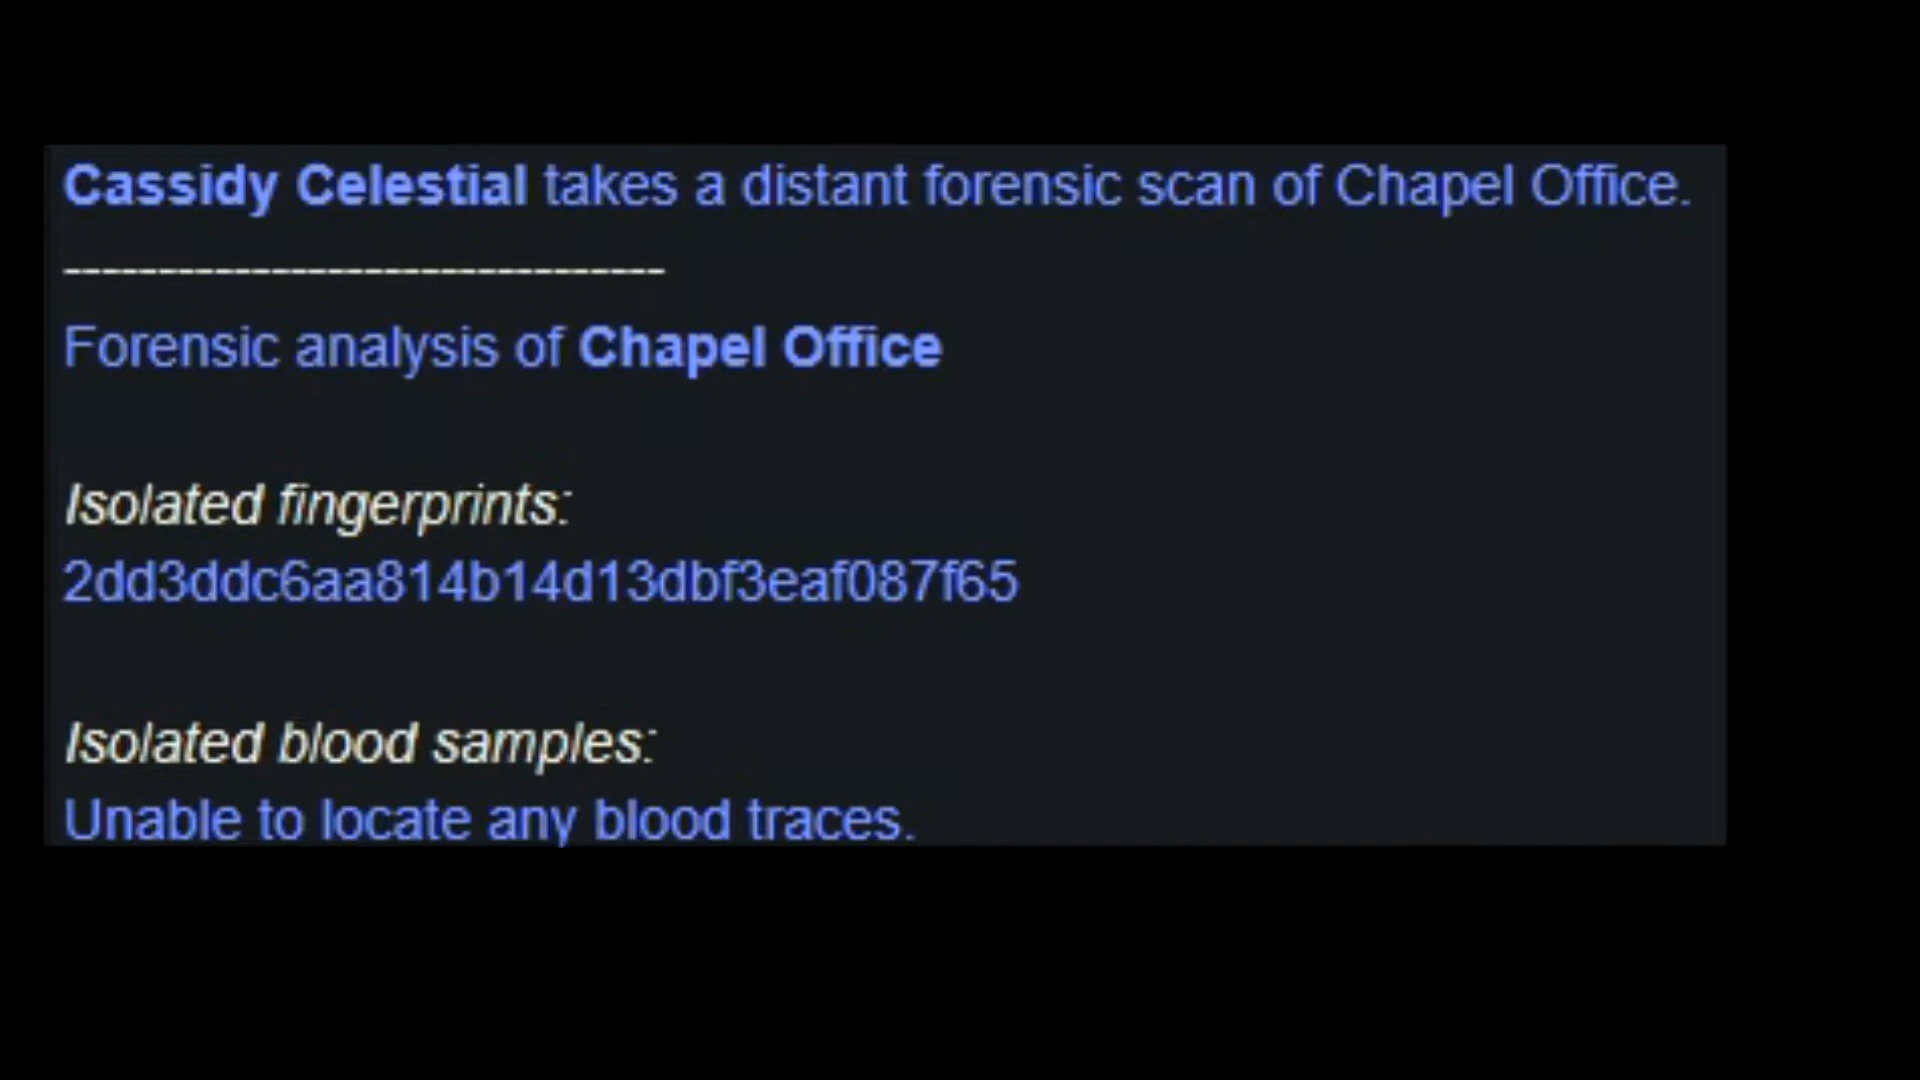 Cassidy Celestial takes a distant forensic scan of Chapel Office.
--------------------------------
Forensic analysis of Chapel Office
Isolated fingerprints:
2dd3ddc6aa814b14d13dbf3eaf087f65
Isolated blood samples:
Unable to locate any blood traces.